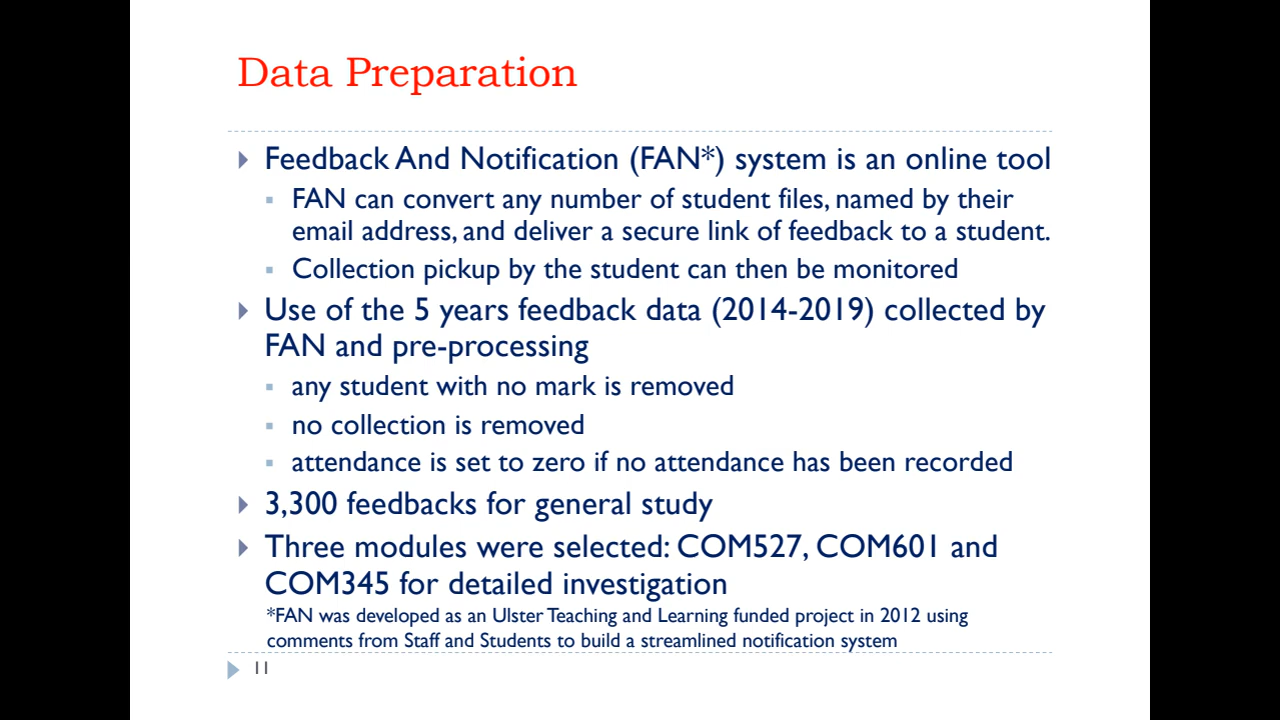 Data Preparation
Feedback And Notification (FAN*) system is an online tool
FAN can convert any number of student files, named by their
email address, and deliver a secure link of feedback to a student.
Collection pickup by the student can then be monitored
Use of the 5 years feedback data (2014-2019) collected by
FAN and pre-processing
any student with no mark is removed
no collection is removed
attendance is set to zero if no attendance has been recorded
3,300 feedbacks for general study
Three modules were selected: COM527, COM601 and
COM345 for detailed investigation
*FAN was developed as an Ulster Teaching and Learning funded project in 2012 using
comments from Staff and Students to build a streamlined notification system
11